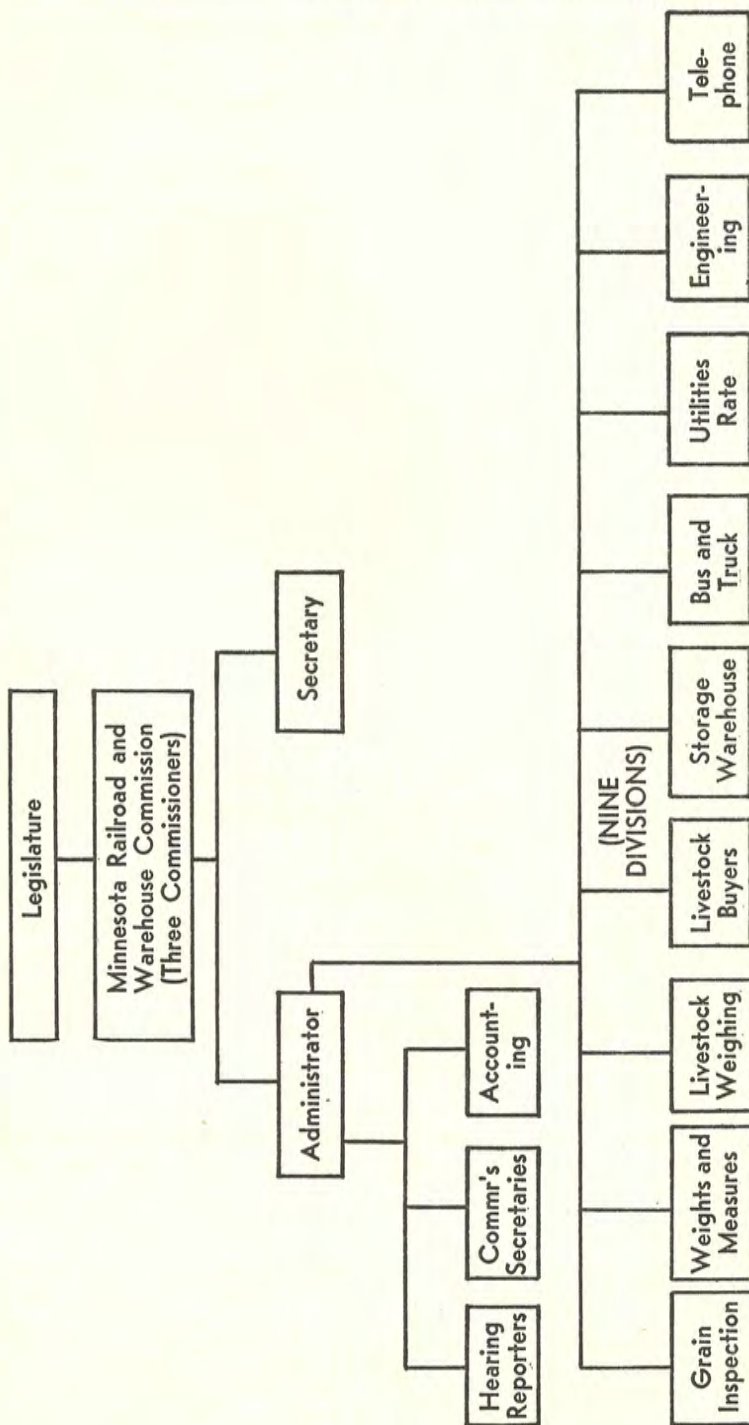 Legislature
Minnesota Railroad and
Warehouse Commission
(Three Commissioners)
Administrator
Secretary
Hearing
Reporters
Commr's
Secretaries
Account-
ing
(NINE
DIVISIONS)
Grain
Inspection
Weights and
Measures
Livestock
Weighing
Livestock
Buyers
Storage
Warehouse
Bus and
Truck
Utilities
Rate
Engineer-
ing
Tele-
phone